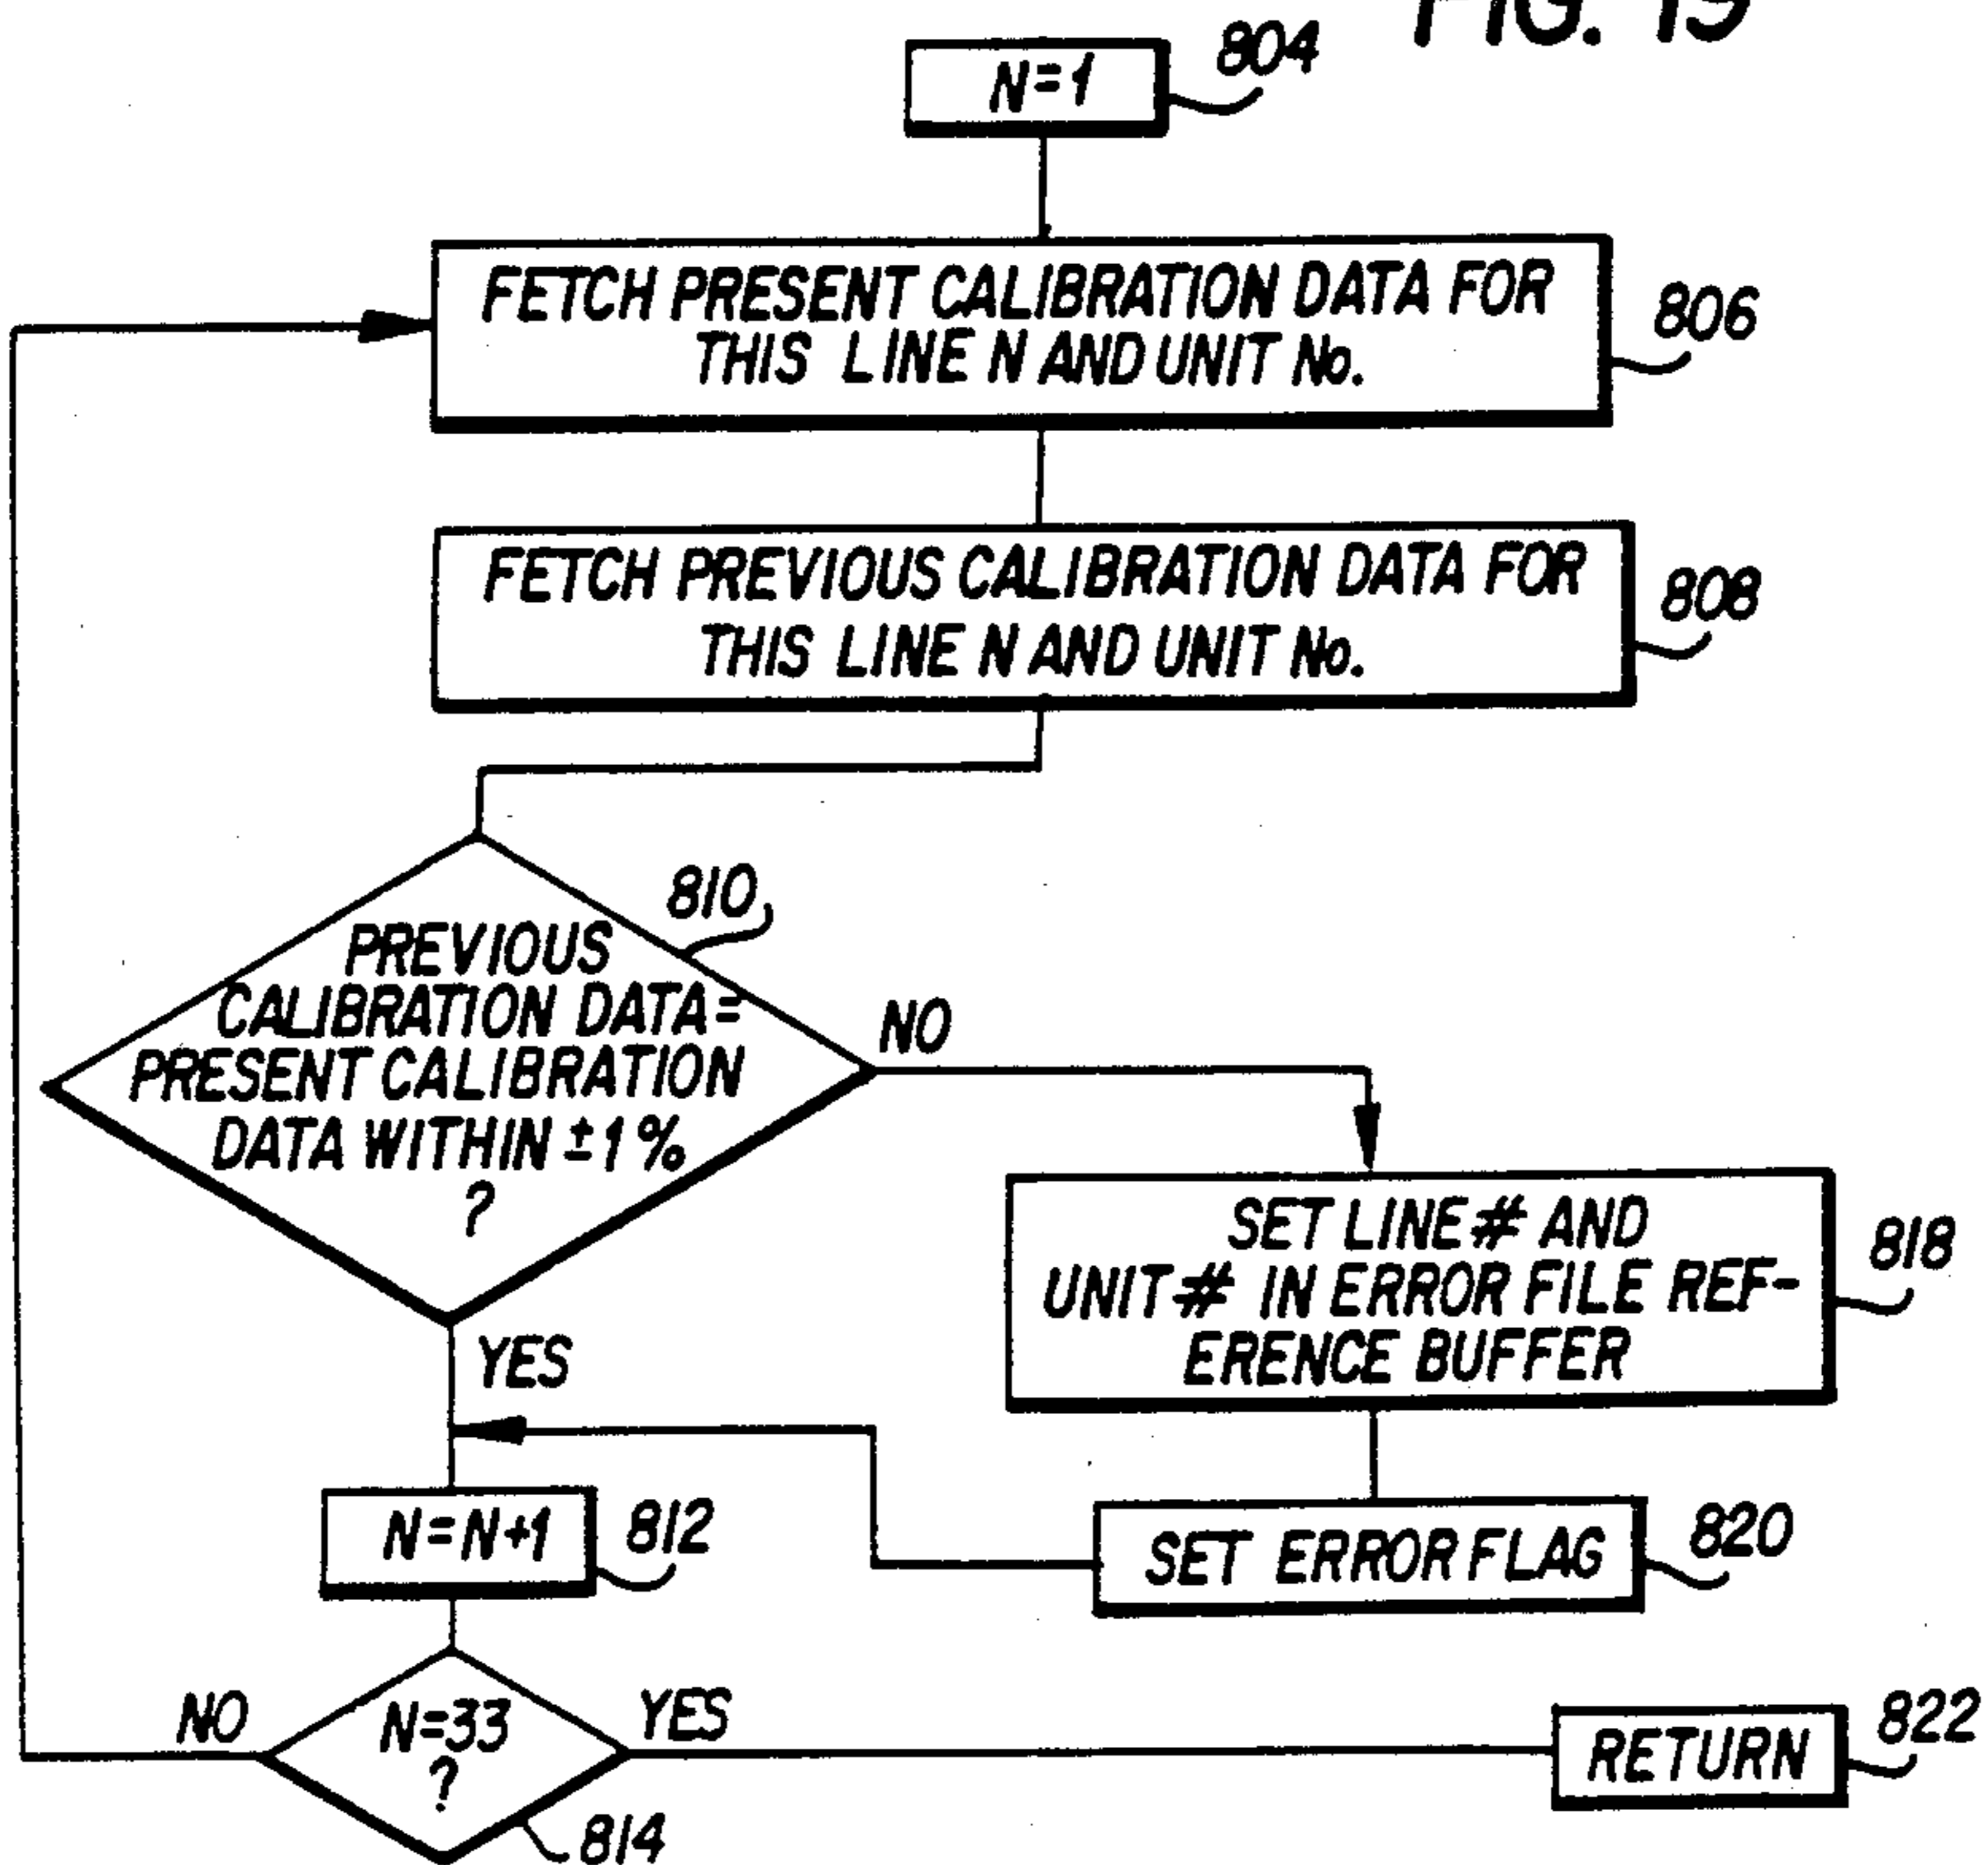 FIG. 19
N=1
804
FETCH PRESENT CALIBRATION DATA FOR
THIS LINE N AND UNIT No.
806
FETCH PREVIOUS CALIBRATION DATA FOR
THIS LINE N AND UNIT No.
808
810
PREVIOUS
CALIBRATION DATA=
PRESENT CALIBRATION
DATA WITHIN ±1%
?
NO
YES
SET LINE# AND
UNIT# IN ERROR FILE REF-
ERENCE BUFFER
818
N=N+1
812
SET ERROR FLAG
820
NO
N=33
?
YES
814
RETURN
822